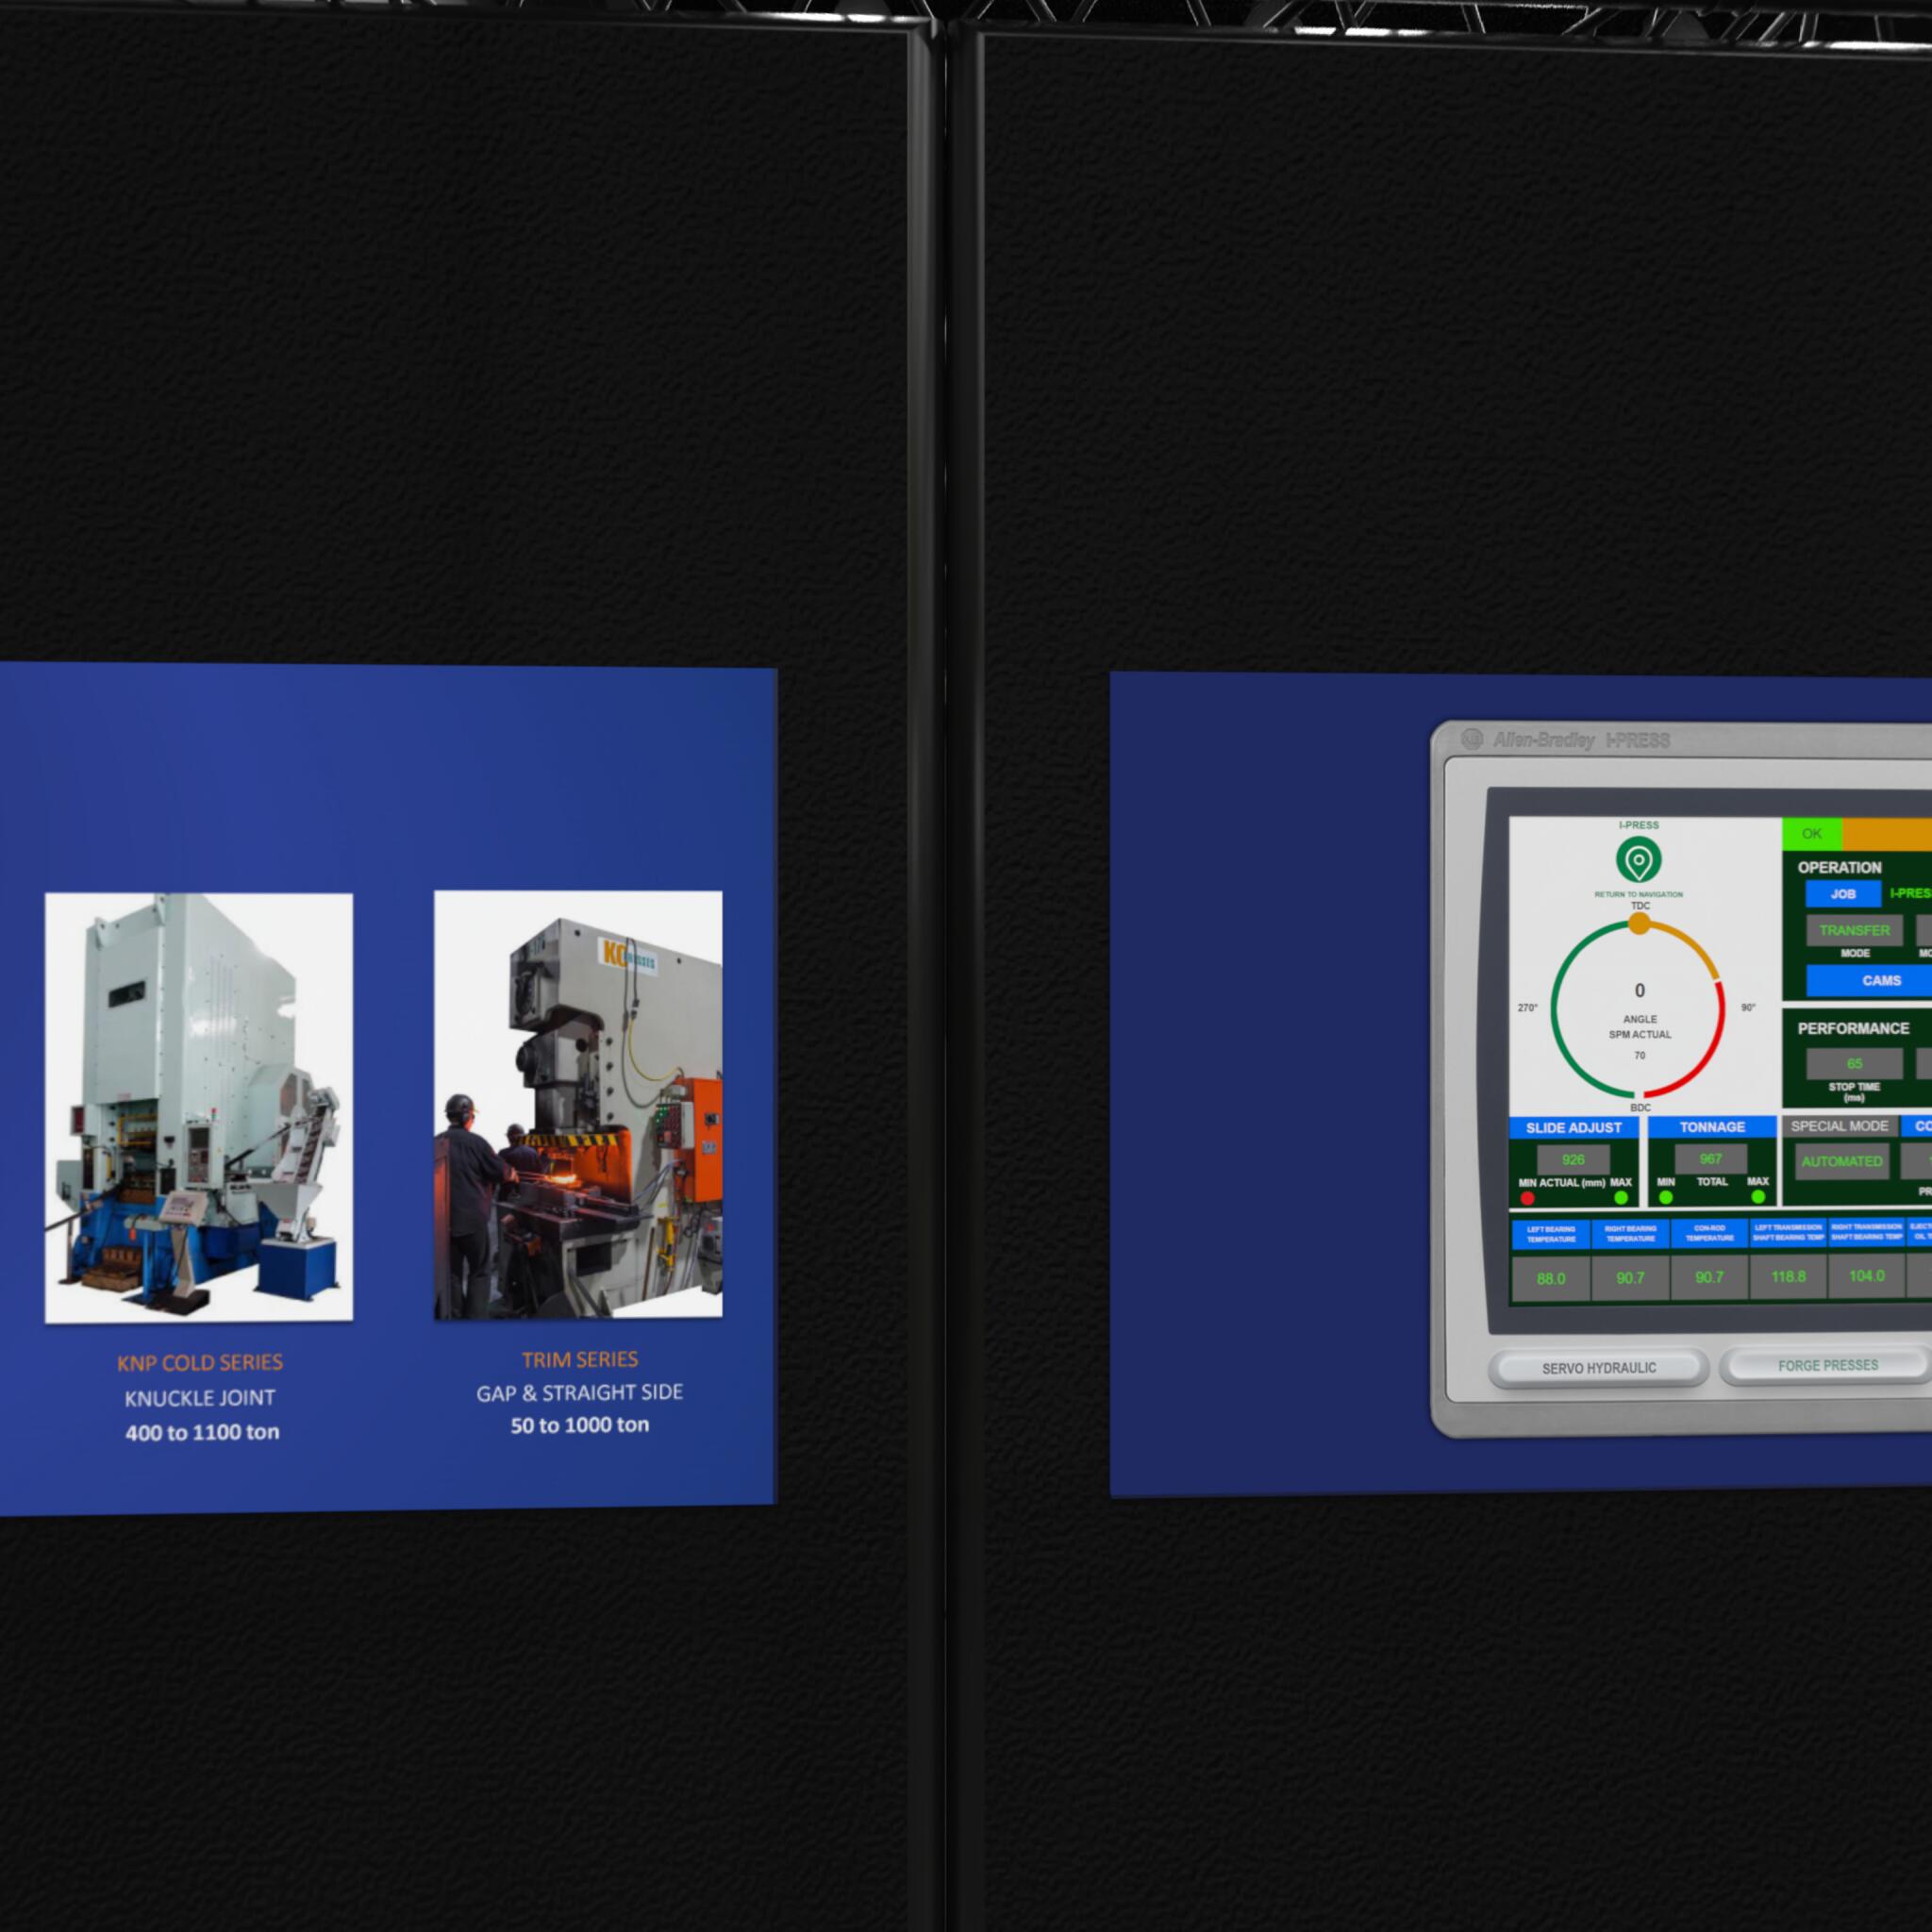 KNP COLD SERIES
KNUCKLE JOINT
400 to 1100 ton
TRIM SERIES
GAP & STRAIGHT SIDE
50 to 1000 ton
Allen-Bradley I-PRESS
I-PRESS
RETURN TO NAVIGATION
TDC
270°
0
90°
ANGLE
SPM ACTUAL
70
BDC
OK
OPERATION
JOB
TRANSFER
MODE
CAMS
PERFORMANCE
65
STOP TIME
(ms)
SLIDE ADJUST
926
MIN ACTUAL (mm) MAX
TONNAGE
967
MIN TOTAL MAX
SPECIAL MODE
AUTOMATED
LEFT BEARING TEMPERATURE
88.0
RIGHT BEARING TEMPERATURE
90.7
CON-ROD TEMPERATURE
90.7
LEFT TRANSMISSION SHAFT BEARING TEMP
118.8
RIGHT TRANSMISSION SHAFT BEARING TEMP
104.0
SERVO HYDRAULIC
FORGE PRESSES